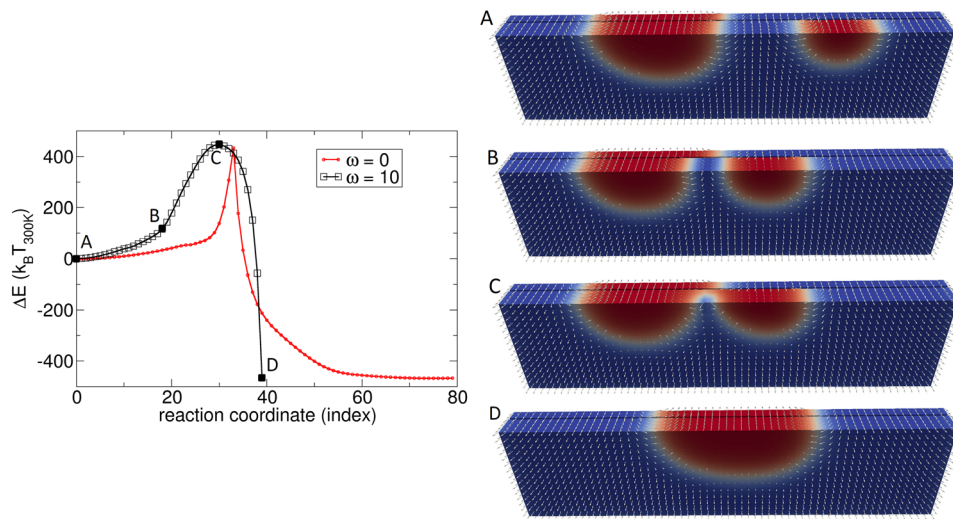 A
400
ω = 0
ω = 10
C
200
B
A
0
-200
-400
D
0
20
40
60
80
ΔE (k_B T_300K)
reaction coordinate (index)
A
B
C
D